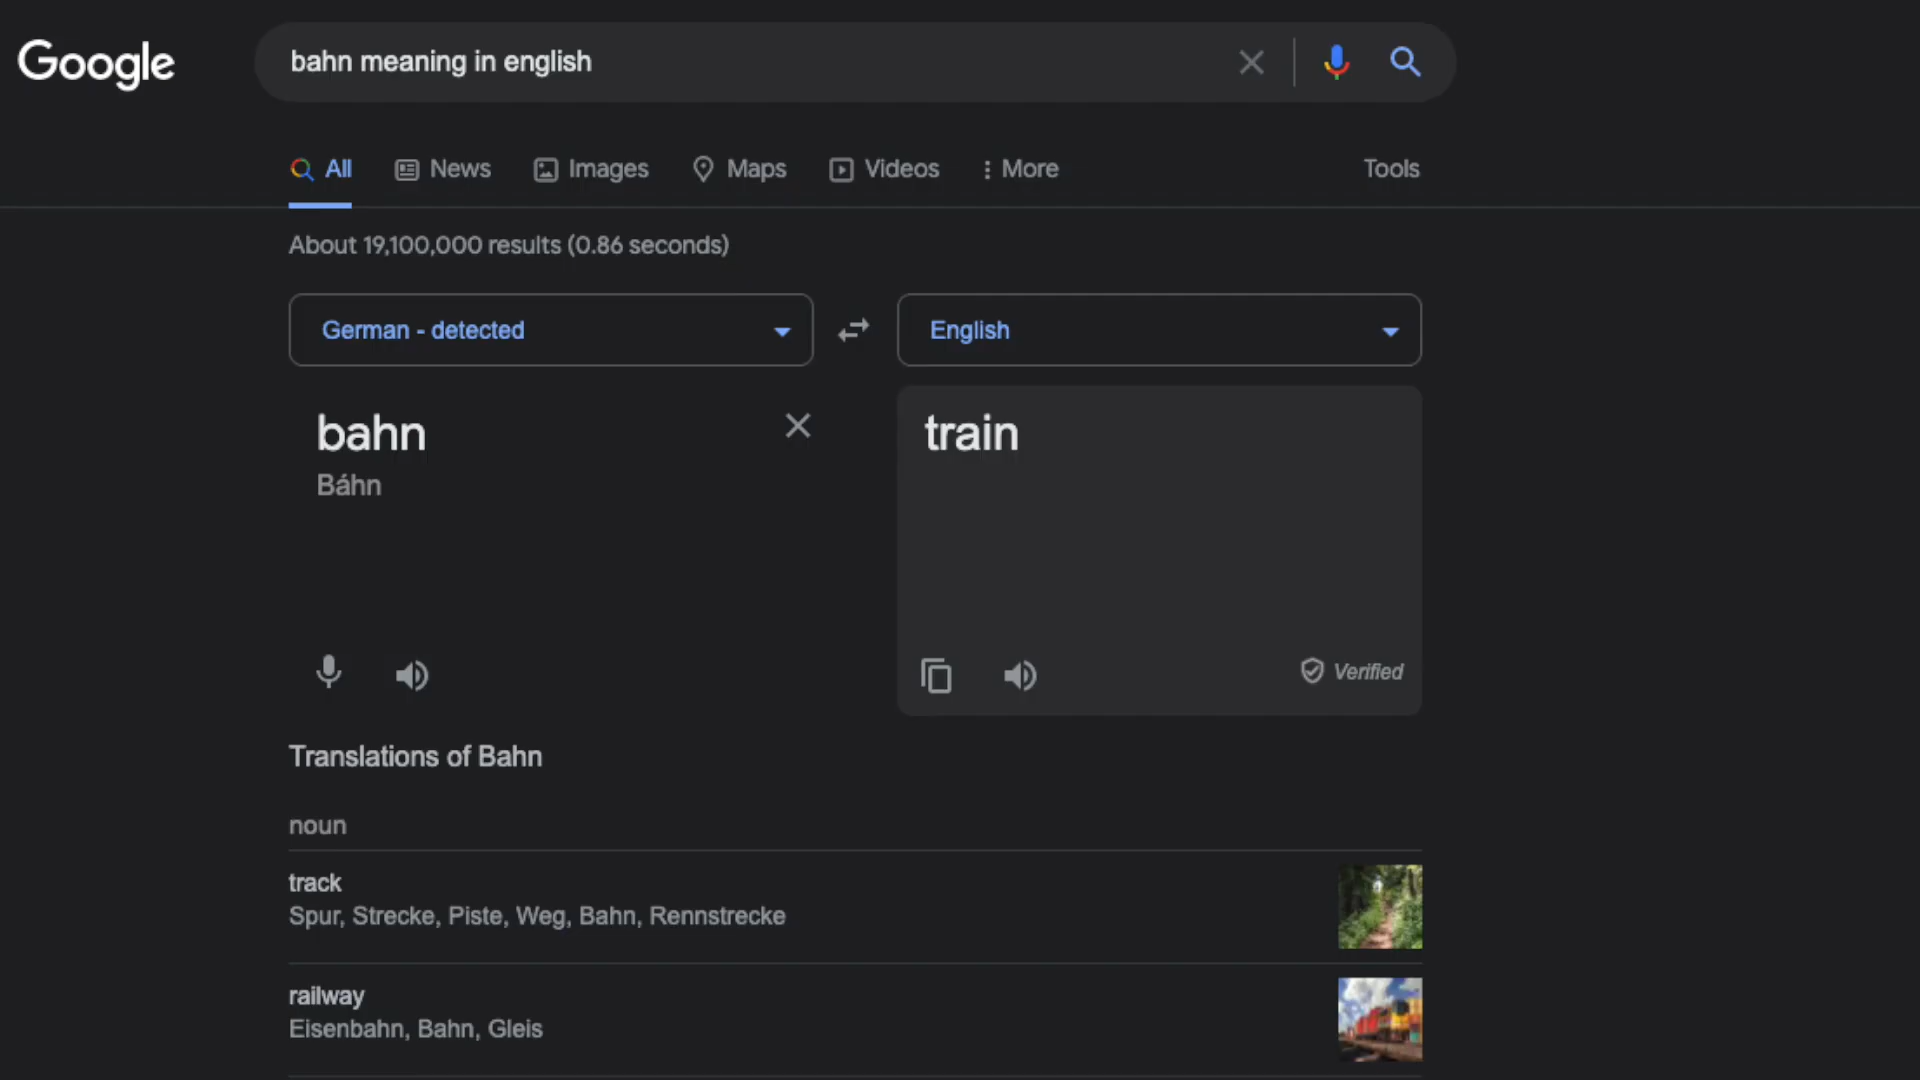 Google
bahn meaning in english
All News Images Maps Videos More Tools
About 19,100,000 results (0.86 seconds)
German - detected English
bahn train
Báhn
Verified
Translations of Bahn
noun
track
Spur, Strecke, Piste, Weg, Bahn, Rennstrecke
railway
Eisenbahn, Bahn, Gleis